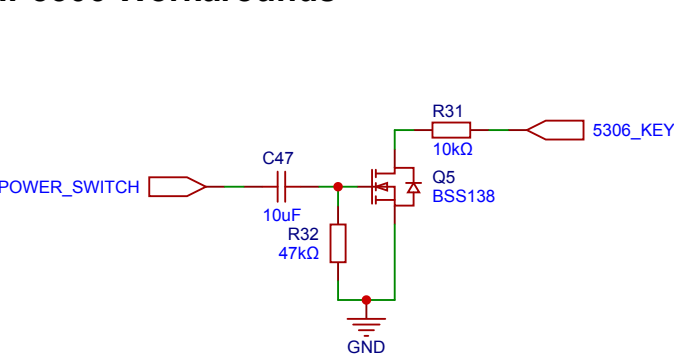 R31
5306_KEY
10kΩ
C47
Q5
POWER_SWITCH
BSS138
10uF
R32
47kΩ
GND